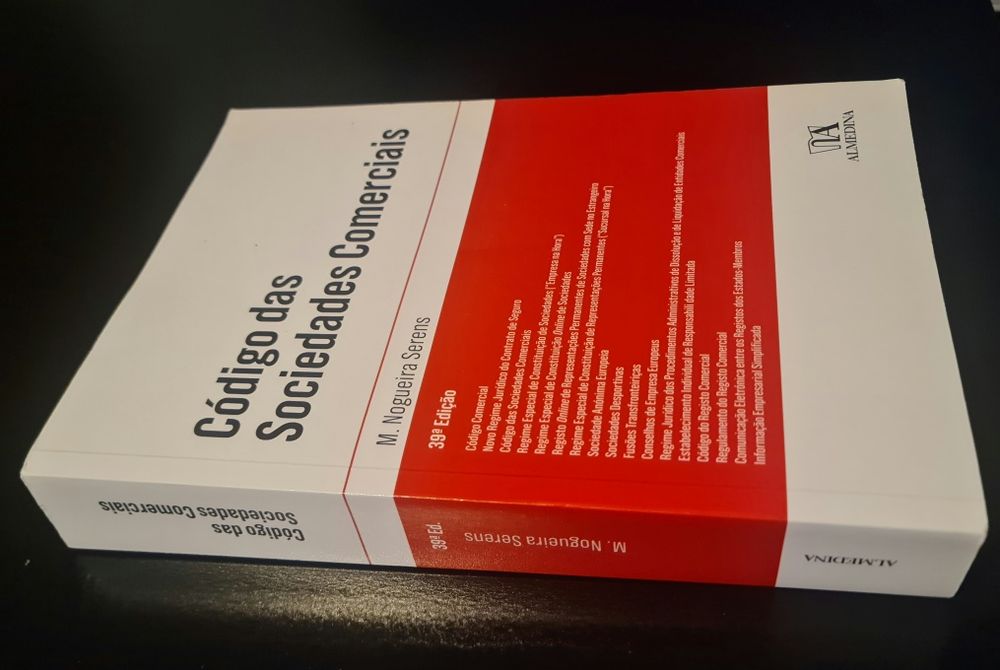 Código das
Sociedades Comerciais
M. Nogueira Serens
39ª Edição
Código Comercial
Novo Regime Jurídico do Contrato de Seguro
Código das Sociedades Comerciais
Regime Especial de Constituição de Sociedades ("Empresa na Hora")
Regime Especial de Constituição Online de Sociedades
Registo Online de Representações Permanentes de Sociedades com Sede no Estrangeiro
Regime Especial de Constituição de Representações Permanentes ("Sucursal na Hora")
Sociedade Anónima Europeia
Sociedades Desportivas
Fusões Transfronteiriças
Conselhos de Empresa Europeus
Regime Jurídico dos Procedimentos Administrativos de Dissolução e de Liquidação de Entidades Comerciais
Estabelecimento Individual de Responsabilidade Limitada
Código do Registo Comercial
Regulamento do Registo Comercial
Comunicação Eletrónica entre os Registos dos Estados-Membros
Informação Empresarial Simplificada
ALMEDINA
Código das
Sociedades Comerciais
39ª Ed.
M. Nogueira Serens
ALMEDINA